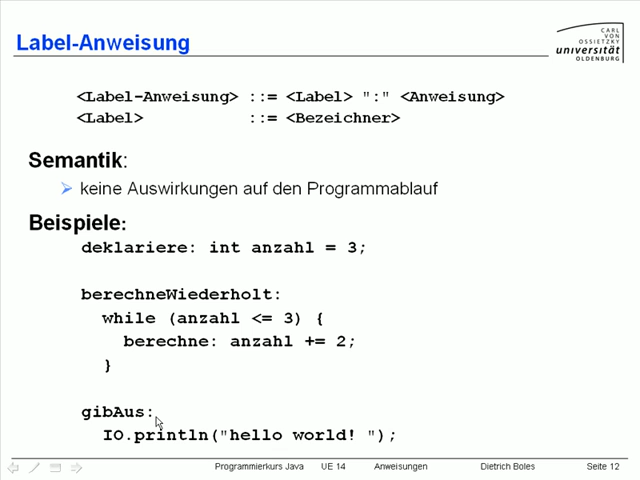 Label-Anweisung
CARL
VON
OSSIETZKY
universität
OLDENBURG
<Label-Anweisung> ::= <Label> ":" <Anweisung>
<Label> ::= <Bezeichner>
Semantik:
keine Auswirkungen auf den Programmablauf
Beispiele:
deklariere: int anzahl = 3;
berechneWiederholt:
while (anzahl <= 3) {
berechne: anzahl += 2;
}
gibAus:
IO.println("hello world! ");
Programmierkurs Java UE 14 Anweisungen Dietrich Boles Seite 12